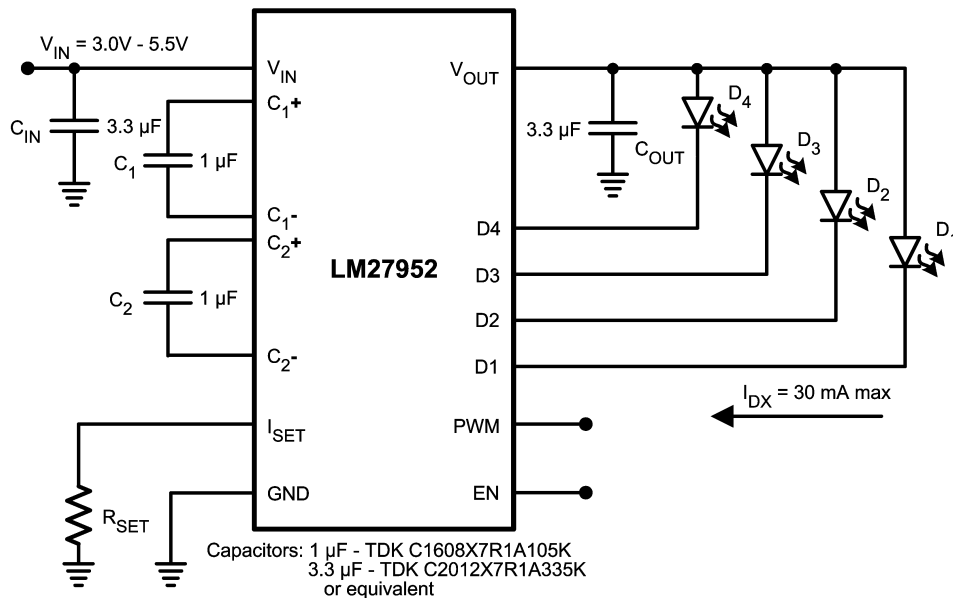 V_IN = 3.0V - 5.5V
V_IN
V_OUT
C_1+
C_IN
3.3 µF
C_1
1 µF
C_1-
C_2+
C_2
1 µF
C_2-
LM27952
3.3 µF
C_OUT
D_4
D_3
D_2
D_1
D4
D3
D2
D1
I_DX = 30 mA max
I_SET
PWM
R_SET
GND
EN
Capacitors: 1 µF - TDK C1608X7R1A105K
3.3 µF - TDK C2012X7R1A335K
or equivalent